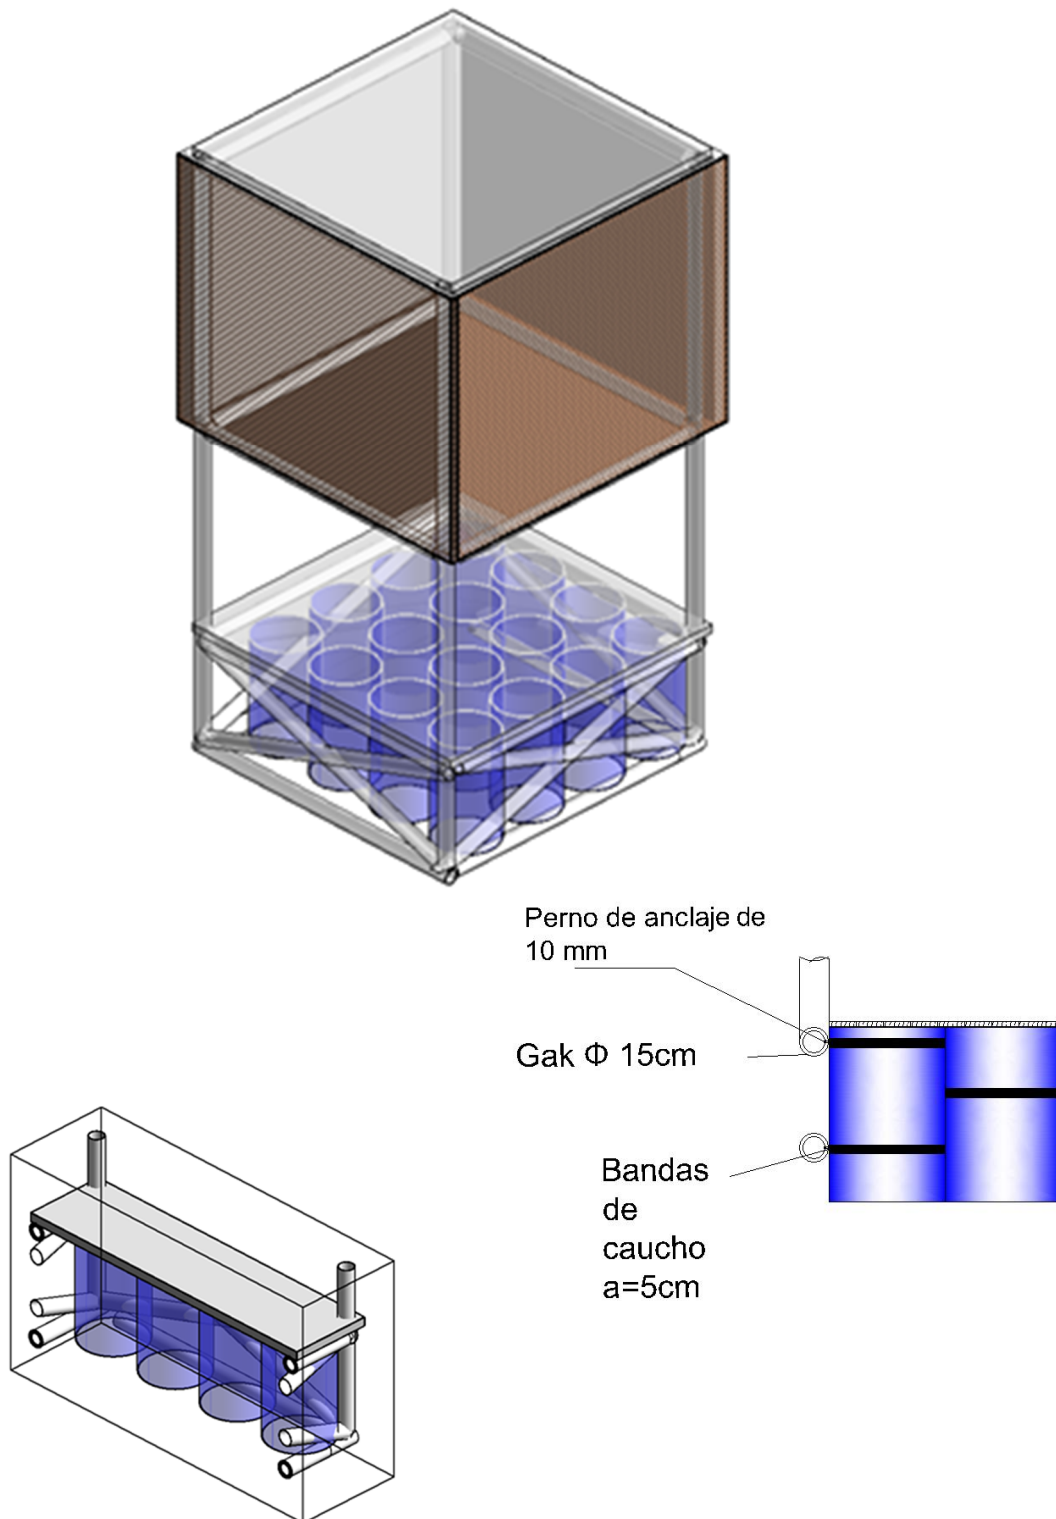 Perno de anclaje de
10 mm
Gak Φ 15cm
Bandas
de
caucho
a=5cm